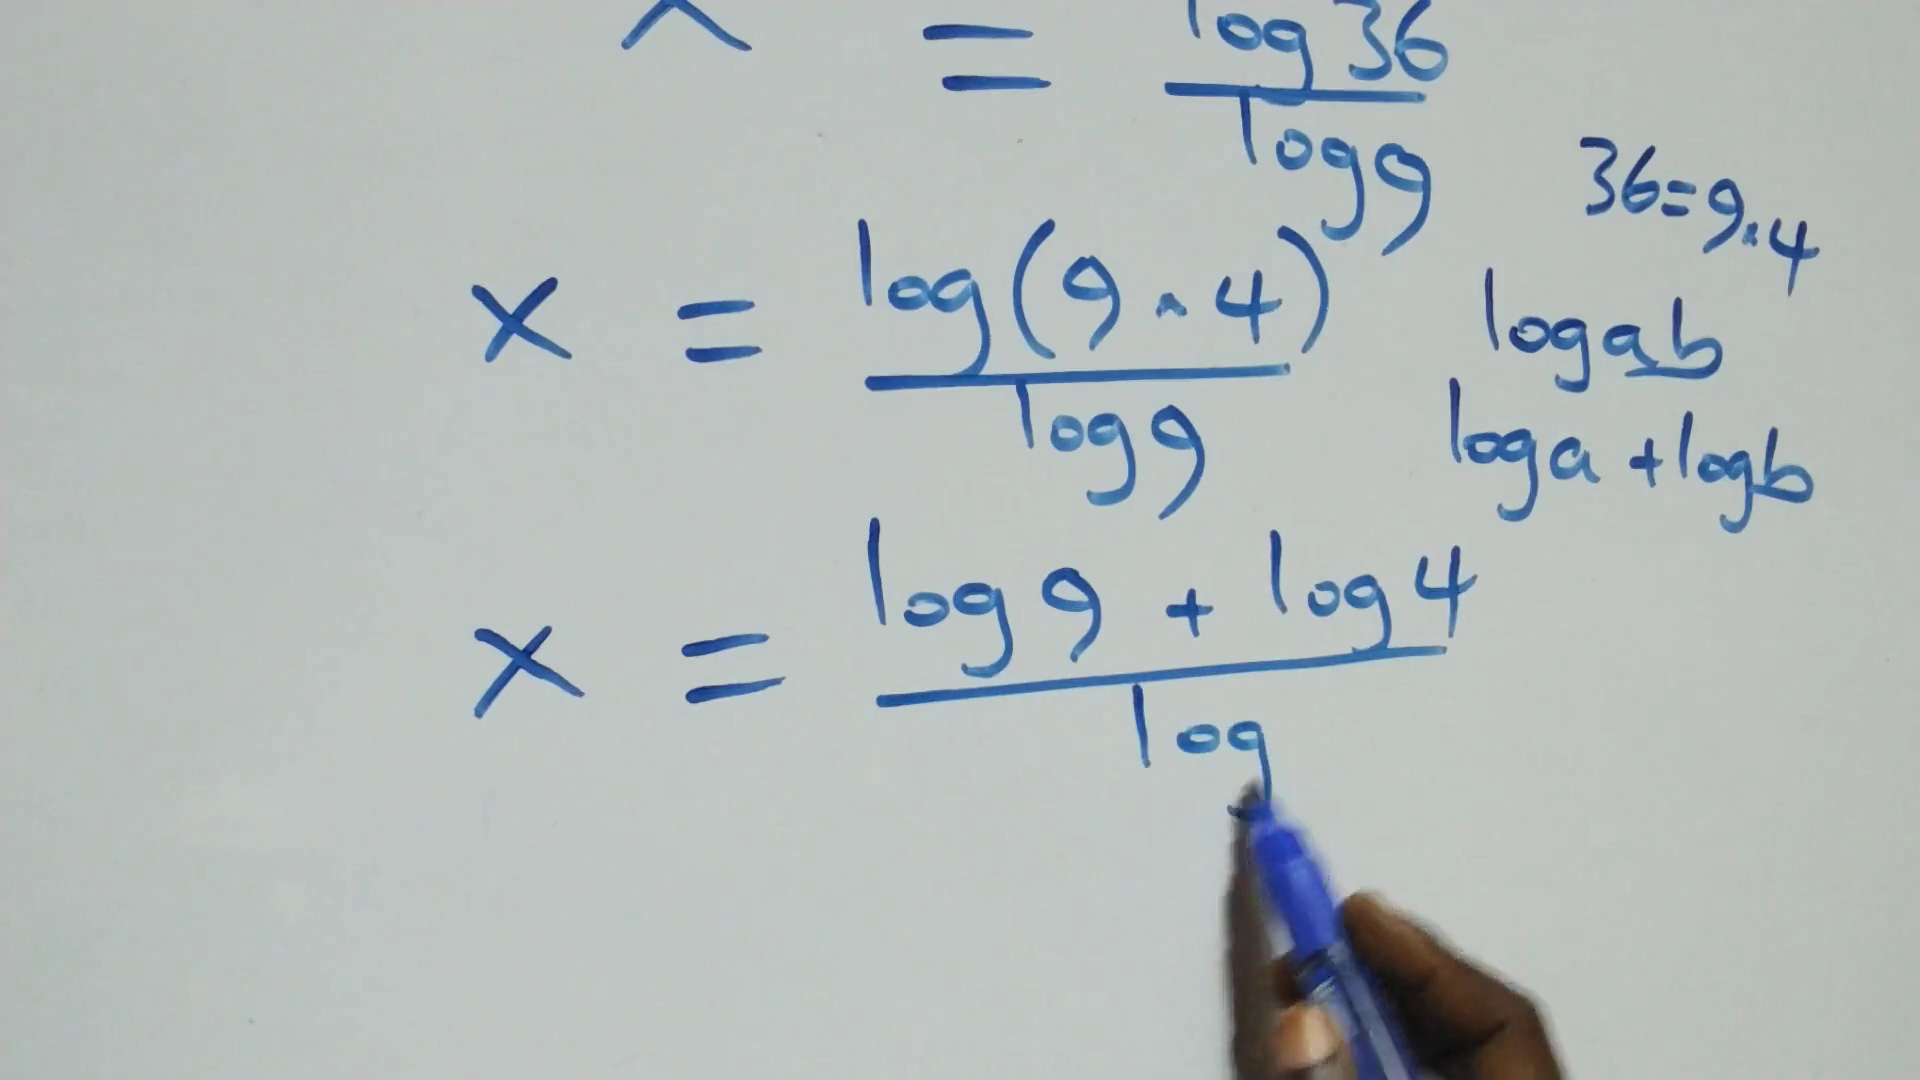 x = log 36
log 9
36=9.4
x = log(9.4)
log 9
log ab
log a + log b
x = log 9 + log 4
log